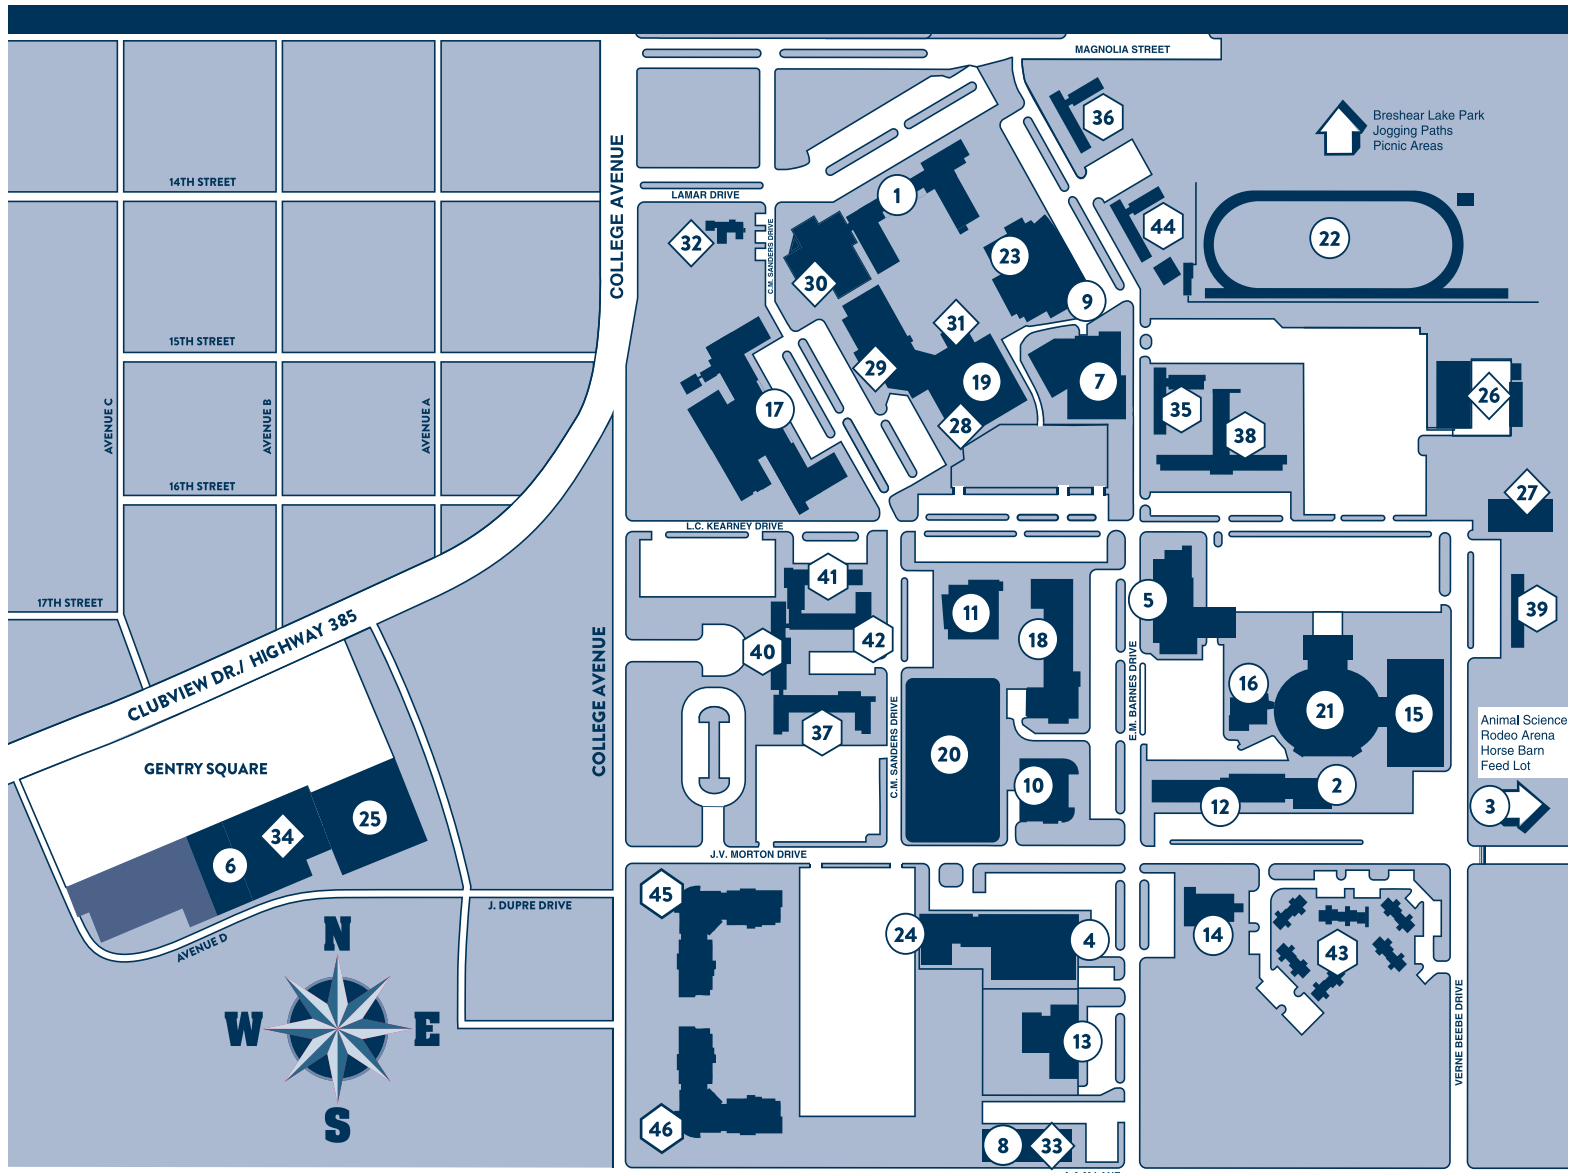 MAGNOLIA STREET
36
Breshear Lake Park
Jogging Paths
Picnic Areas
14TH STREET
COLLEGE AVENUE
LAMAR DRIVE
1
C.M. SANDERS DRIVE
32
44
22
23
30
9
31
15TH STREET
29
19
7
17
28
35
38
26
AVENUE C
AVENUE B
AVENUE A
16TH STREET
27
L.C. KEARNEY DRIVE
41
5
39
17TH STREET
11
18
42
40
CLUBVIEW DR./ HIGHWAY 385
COLLEGE AVENUE
E.M. BARNES DRIVE
16
21
15
37
C.M. SANDERS DRIVE
20
Animal Science
Rodeo Arena
Horse Barn
Feed Lot
GENTRY SQUARE
10
2
12
3
25
34
6
J.V. MORTON DRIVE
45
J. DUPRE DRIVE
AVENUE D
24
4
14
43
N
W
E
S
13
VERNE BEEBE DRIVE
46
8
33